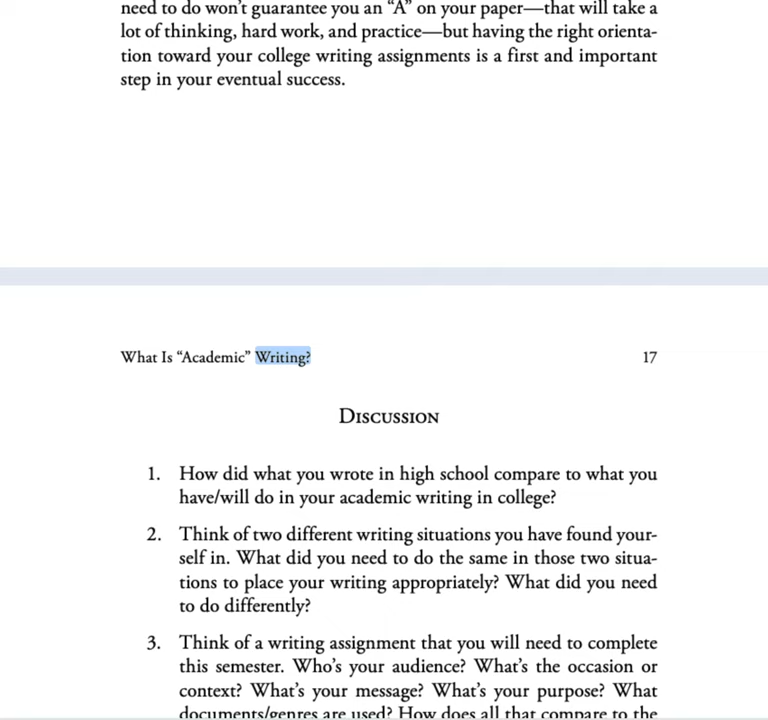 need to do won’t guarantee you an “A” on your paper—that will take a
lot of thinking, hard work, and practice—but having the right orienta-
tion toward your college writing assignments is a first and important
step in your eventual success.
What Is “Academic” Writing? 17
Discussion
1. How did what you wrote in high school compare to what you
have/will do in your academic writing in college?
2. Think of two different writing situations you have found your-
self in. What did you need to do the same in those two situa-
tions to place your writing appropriately? What did you need
to do differently?
3. Think of a writing assignment that you will need to complete
this semester. Who’s your audience? What’s the occasion or
context? What’s your message? What’s your purpose? What
documents/genres are used? How does all that compare to the